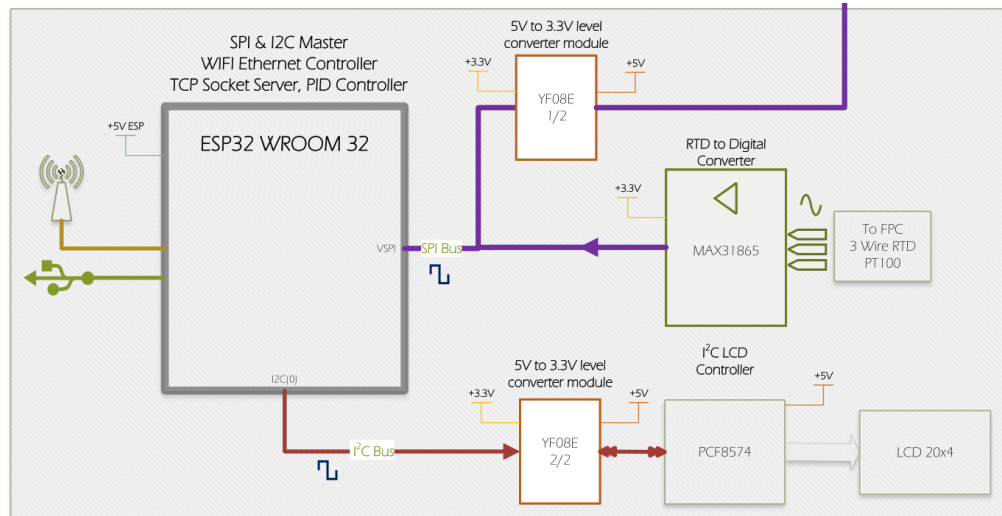 SPI & I2C Master
WIFI Ethernet Controller
TCP Socket Server, PID Controller
+5V ESP
ESP32 WROOM 32
VSPI
SPI Bus
I2C(0)
I²C Bus
5V to 3.3V level
converter module
+3.3V
+5V
YF08E
1/2
RTD to Digital
Converter
+3.3V
MAX31865
To FPC
3 Wire RTD
PT100
5V to 3.3V level
converter module
+3.3V
+5V
YF08E
2/2
I²C LCD
Controller
+5V
PCF8574
LCD 20x4